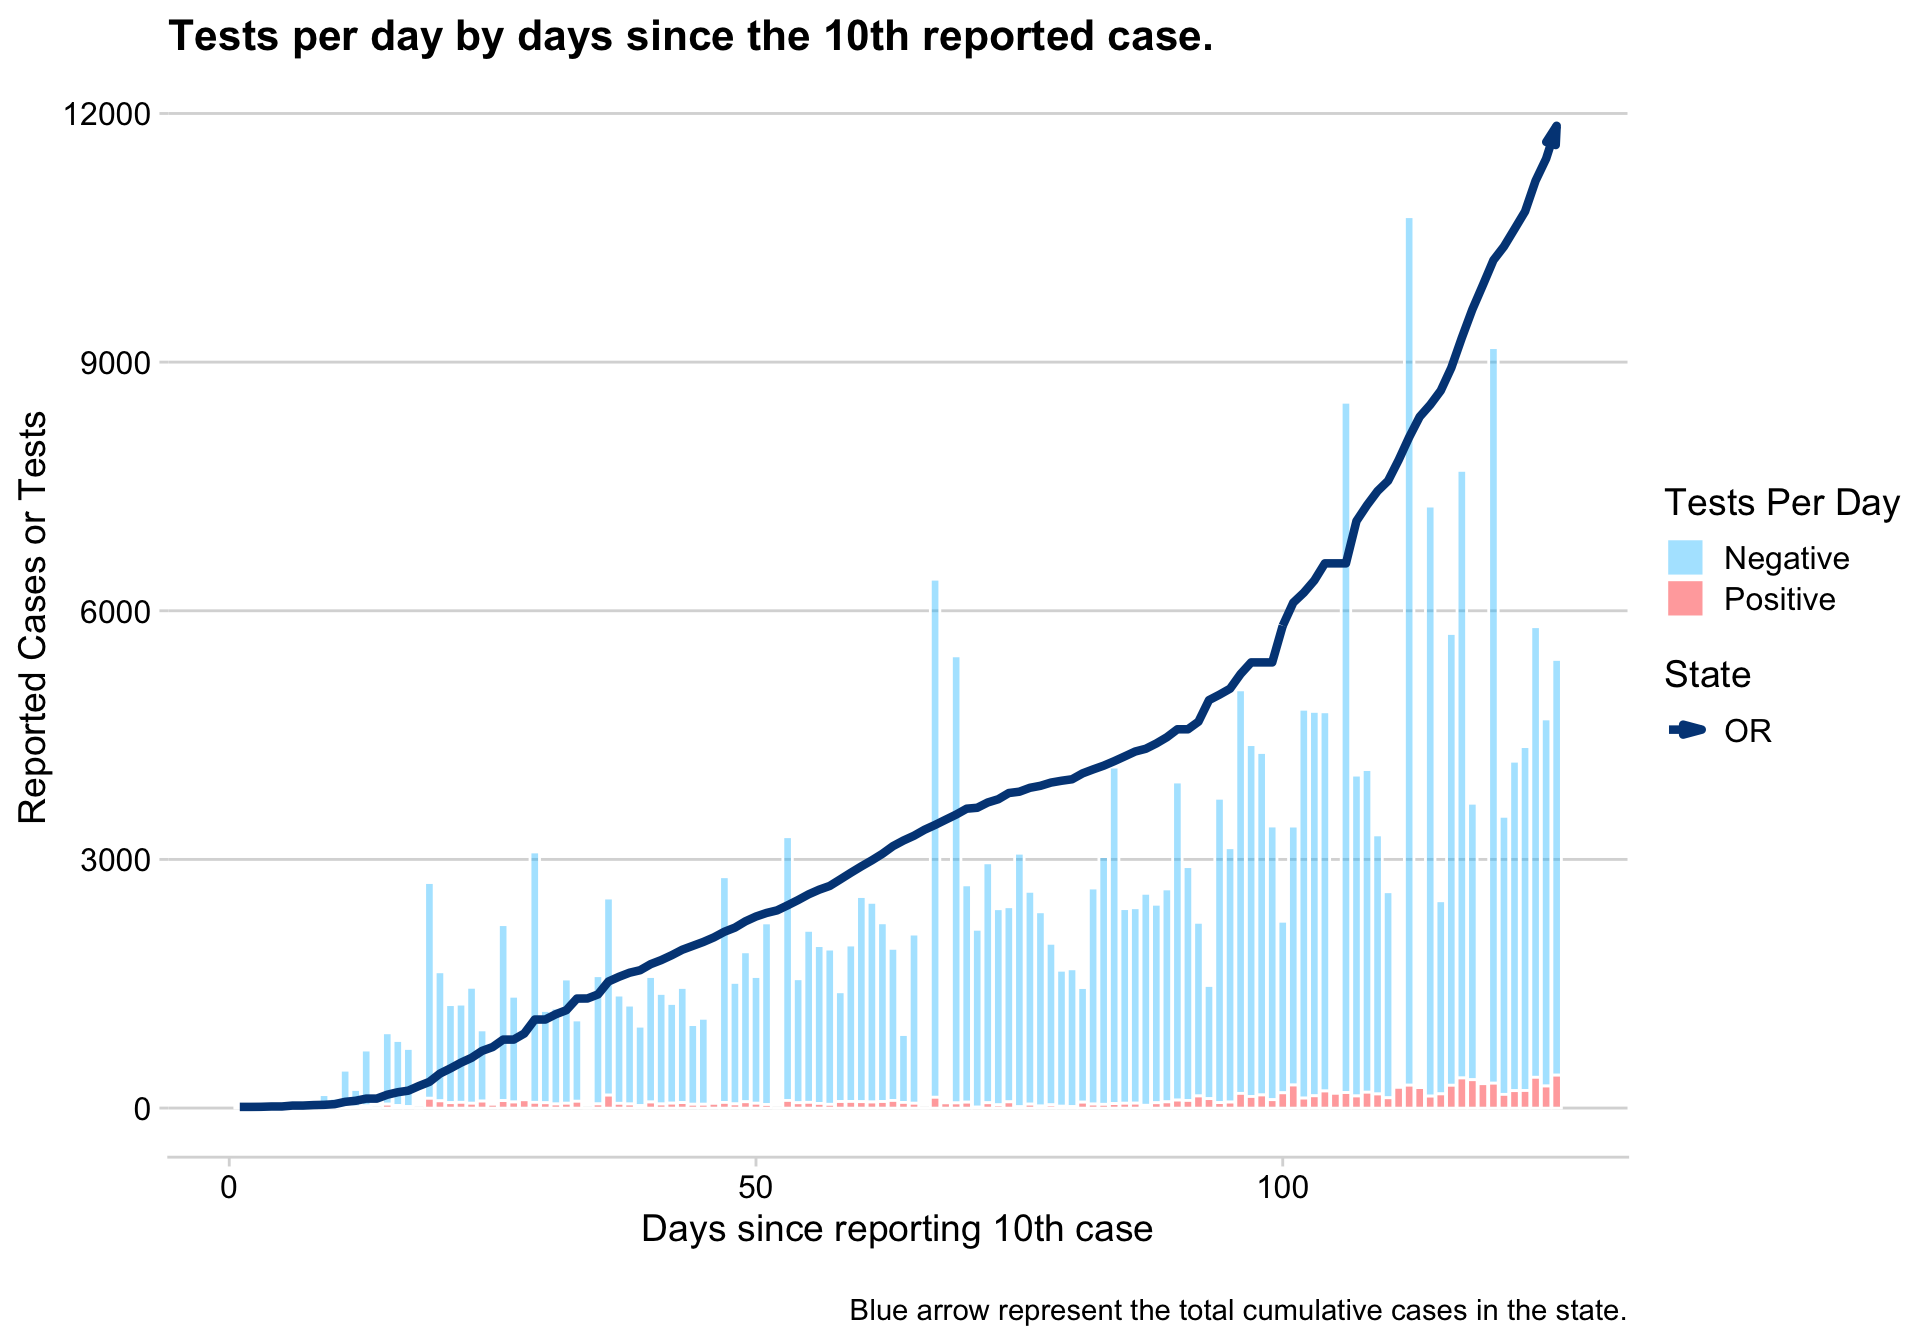 Tests per day by days since the 10th reported case.
12000
9000
6000
3000
0
Reported Cases or Tests
0
50
100
Days since reporting 10th case
Tests Per Day
Negative
Positive
State
OR
Blue arrow represent the total cumulative cases in the state.